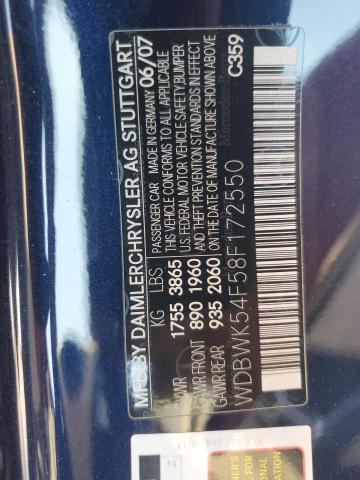 MFD BY DAIMLERCHRYSLER AG STUTTGART
PASSENGER CAR MADE IN GERMANY 06/07
KG LBS
GVWR 1755 3865
GAWR FRONT 890 1960
GAWR REAR 935 2060
THIS VEHICLE CONFORMS TO ALL APPLICABLE
U.S. FEDERAL MOTOR VEHICLE SAFETY BUMPER
AND THEFT PREVENTION STANDARDS IN EFFECT
ON THE DATE OF MANUFACTURE SHOWN ABOVE
WDBWK54F58F172550
Mercedes-B
C359